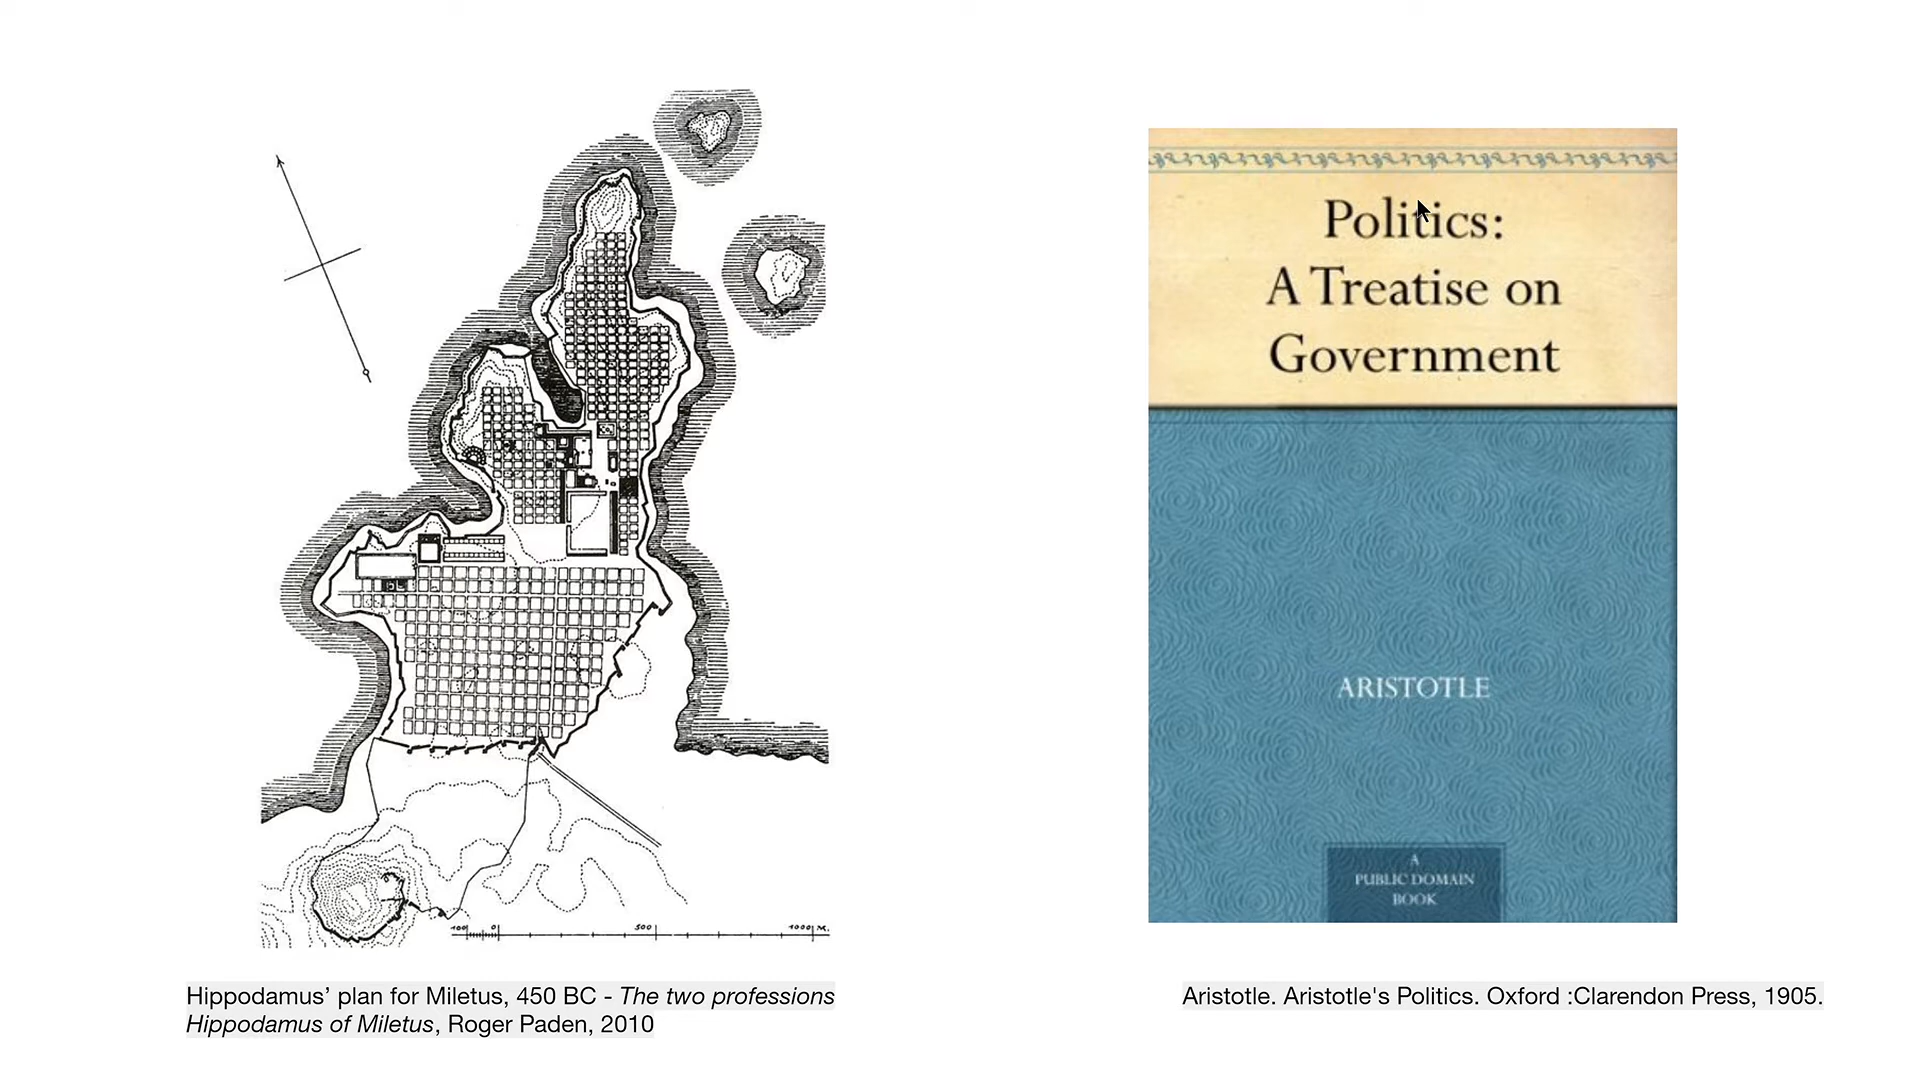 100 0 500 1000 M.
Hippodamus’ plan for Miletus, 450 BC - The two professions
Hippodamus of Miletus, Roger Paden, 2010
Politics:
A Treatise on
Government
ARISTOTLE
A
PUBLIC DOMAIN
BOOK
Aristotle. Aristotle's Politics. Oxford :Clarendon Press, 1905.